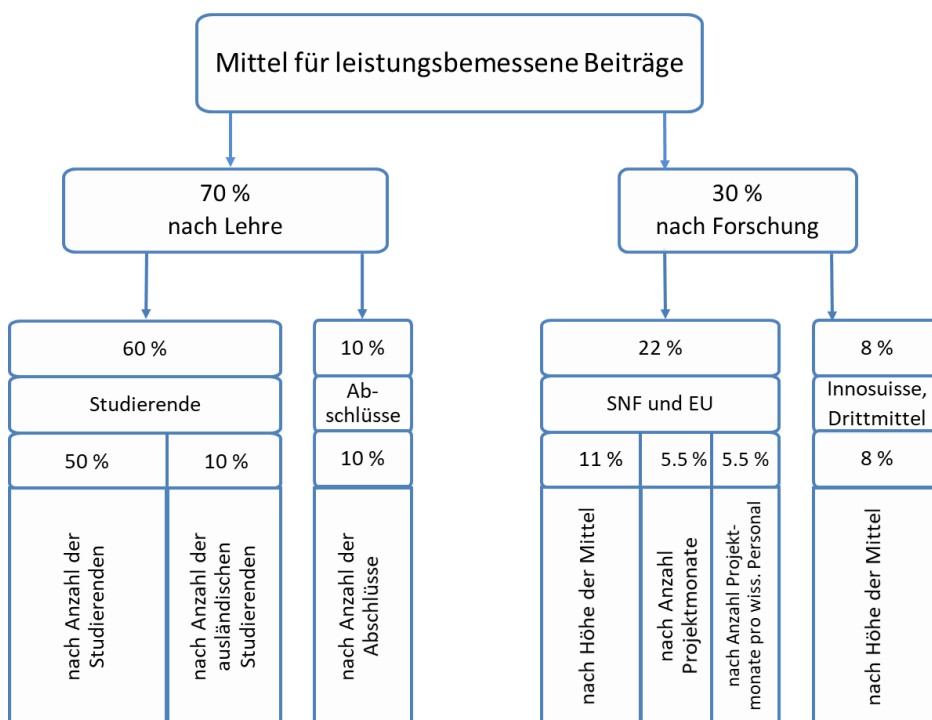 Mittel für leistungsbemessene Beiträge
70 %
nach Lehre
30 %
nach Forschung
60 %
10 %
22 %
8 %
Studierende
Ab-
schlüsse
SNF und EU
Innosuisse,
Drittmittel
50 %
10 %
10 %
11 %
5.5 %
5.5 %
8 %
nach Anzahl der
Studierenden
nach Anzahl der
ausländischen
Studierenden
nach Anzahl der
Abschlüsse
nach Höhe der Mittel
nach Anzahl
Projektmonate
nach Anzahl Projekt-
monate pro wiss. Personal
nach Höhe der Mittel